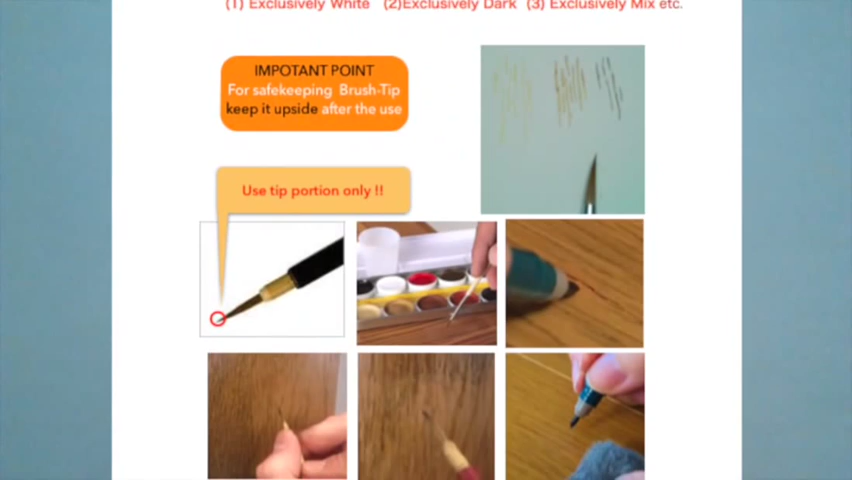 (1) Exclusively White (2)Exclusively Dark (3) Exclusively Mix etc.
IMPOTANT POINT
For safekeeping Brush-Tip
keep it upside after the use
Use tip portion only !!